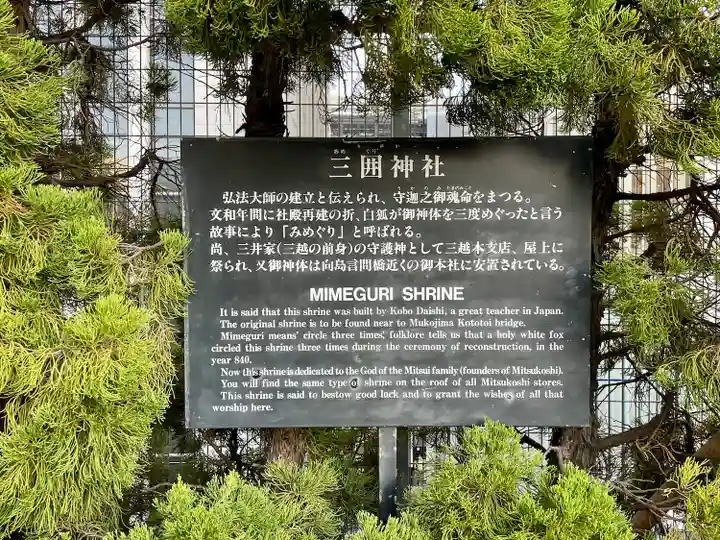 三囲神社
弘法大師の建立と伝えられ、守迦之御魂命をまつる。
文和年間に社殿再建の折、白狐が御神体を三度めぐったと言う
故事により「みめぐり」と呼ばれる。
尚、三井家(三越の前身)の守護神として三越本支店、屋上に
祭られ、又御神体は向島言問橋近くの御本社に安置されている。
MIMEGURI SHRINE
It is said that this shrine was built by Kobo Daishi, a great teacher in Japan.
The original shrine is to be found near to Mukojima Kototoi bridge.
Mimeguri means' circle three times', folklore tells us that a holy white fox
circled this shrine three times during the ceremony of reconstruction, in the
year 840.
Now this shrine is dedicated to the God of the Mitsui family (founders of Mitsukoshi).
You will find the same type of shrine on the roof of all Mitsukoshi stores.
This shrine is said to bestow good luck and to grant the wishes of all that
worship here.